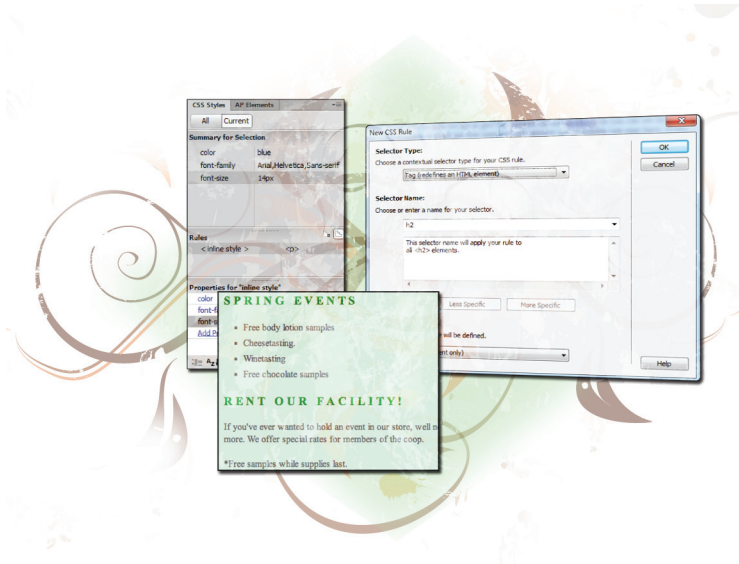 CSS Styles AP Elements
All Current
Summary for Selection
color blue
font-family Arial,Helvetica,Sans-serif
font-size 14px
Rules
< inline style > <p>
Properties for "inline style"
color
font-
font-s
Add
New CSS Rule
Selector Type:
Choose a contextual selector type for your CSS rule.
Tag (redefines an HTML element)
Selector Name:
Choose or enter a name for your selector.
h2
This selector name will apply your rule to
all <h2> elements.
Less Specific More Specific
will be defined.
only)
OK
Cancel
Help
SPRING EVENTS
Free body lotion samples
Cheesetasting.
Winetasting
Free chocolate samples
RENT OUR FACILITY!
If you've ever wanted to hold an event in our store, well
more. We offer special rates for members of the coop.
*Free samples while supplies last.